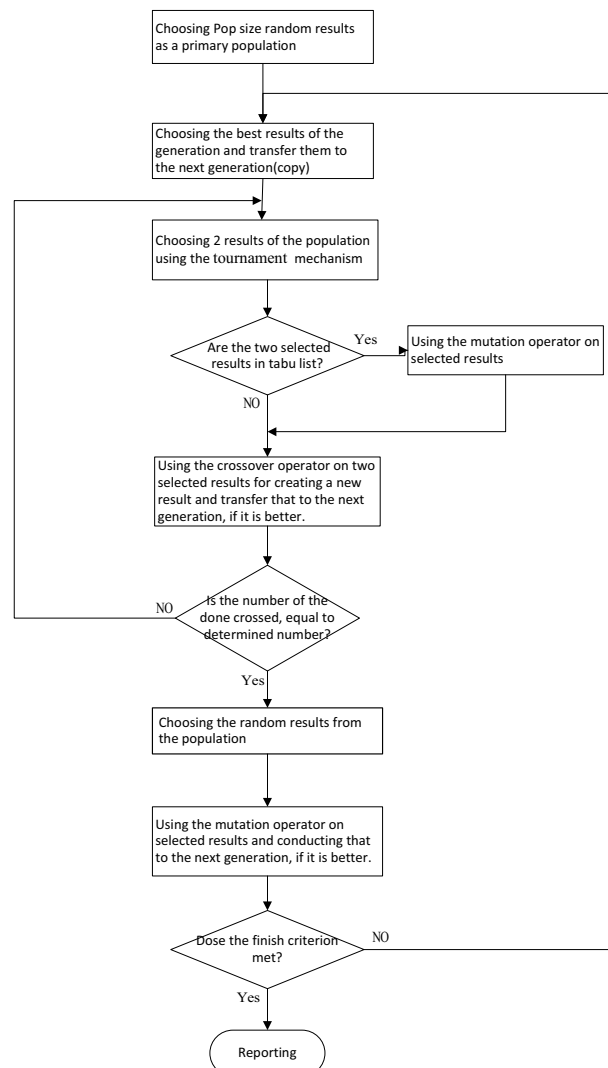 Choosing Pop size random results
as a primary population
Choosing the best results of the
generation and transfer them to
the next generation(copy)
Choosing 2 results of the population
using the tournament mechanism
Are the two selected
results in tabu list?
Yes
Using the mutation operator on
selected results
NO
Using the crossover operator on two
selected results for creating a new
result and transfer that to the next
generation, if it is better.
Is the number of the
done crossed, equal to
determined number?
NO
Yes
Choosing the random results from
the population
Using the mutation operator on
selected results and conducting that
to the next generation, if it is better.
Dose the finish criterion
met?
NO
Yes
Reporting